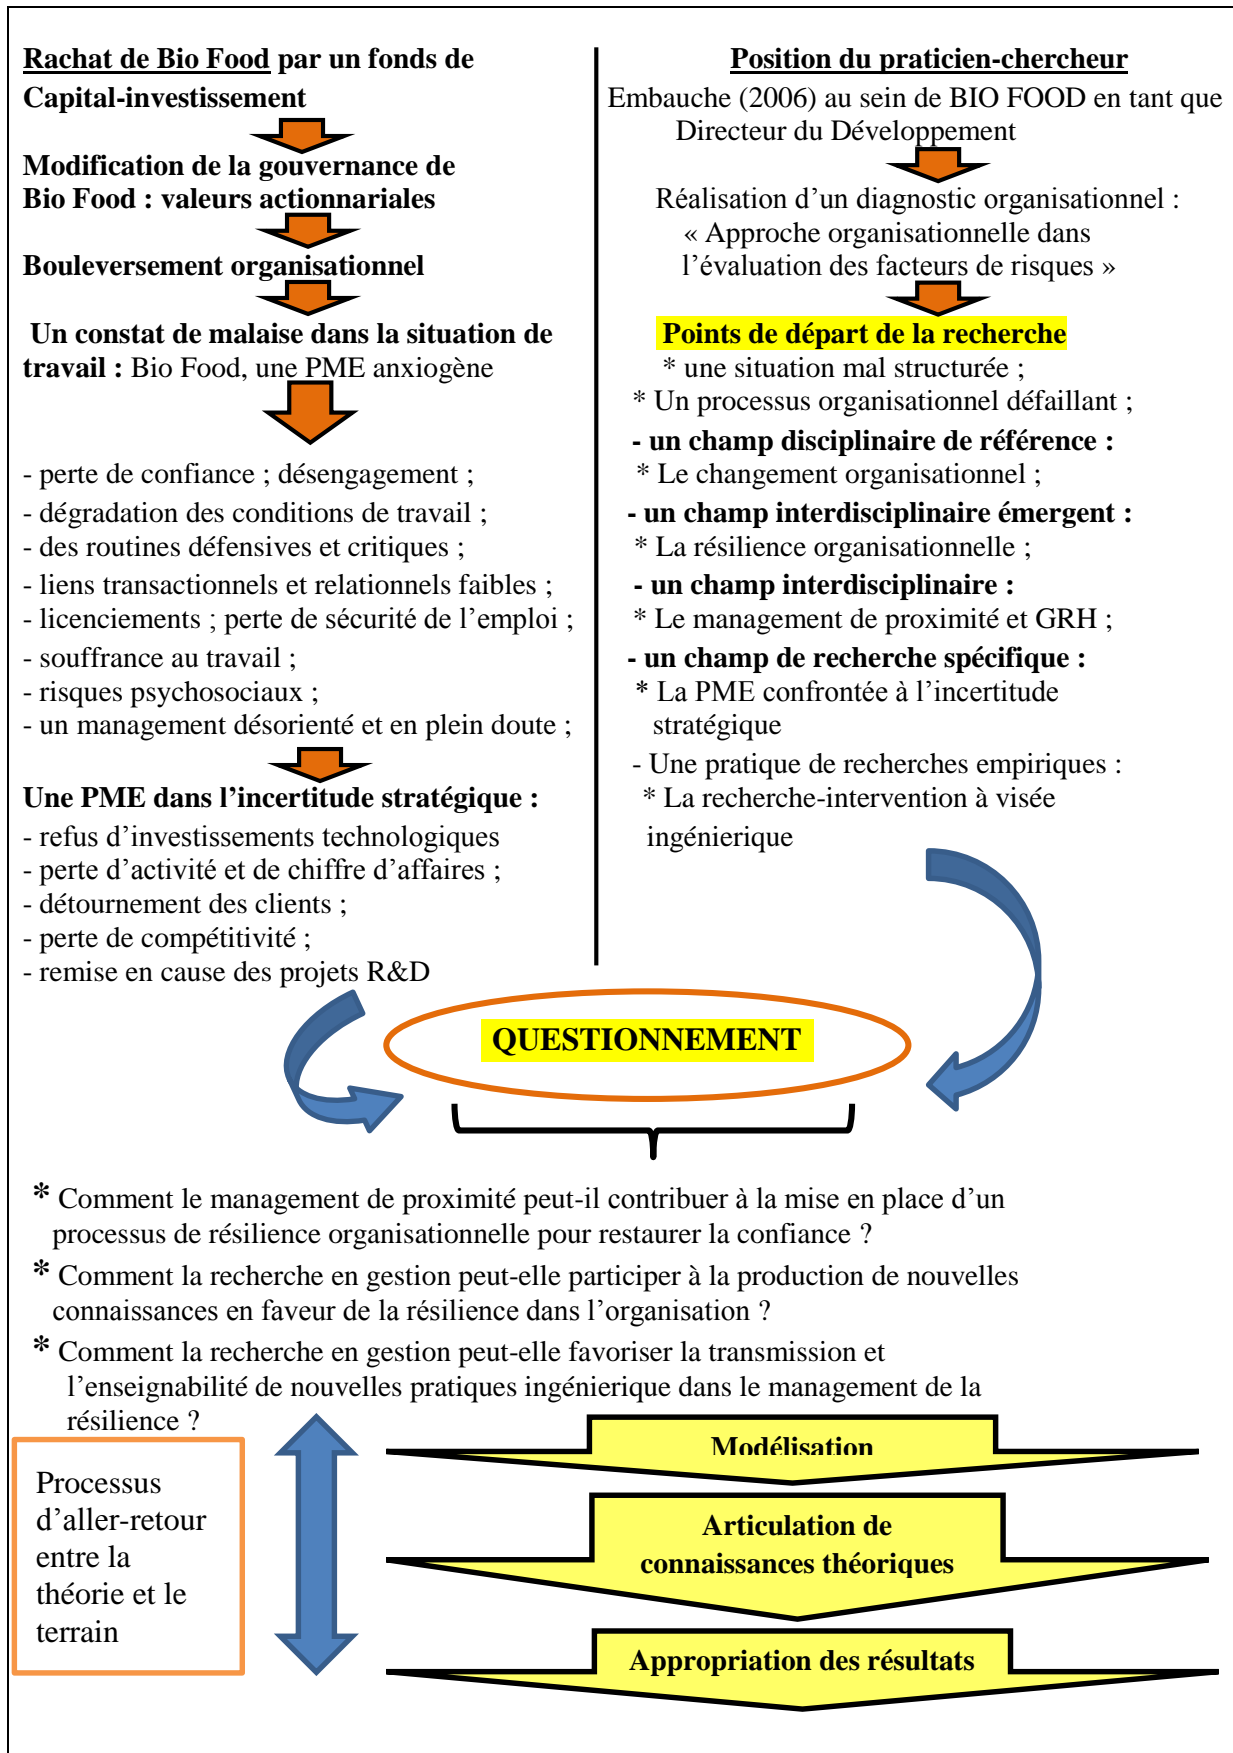 Rachat de Bio Food par un fonds de
Capital-investissement
Modification de la gouvernance de
Bio Food : valeurs actionnariales
Bouleversement organisationnel
Un constat de malaise dans la situation de
travail : Bio Food, une PME anxiogène
- perte de confiance ; désengagement ;
- dégradation des conditions de travail ;
- des routines défensives et critiques ;
- liens transactionnels et relationnels faibles ;
- licenciements ; perte de sécurité de l’emploi ;
- souffrance au travail ;
- risques psychosociaux ;
- un management désorienté et en plein doute ;
Une PME dans l’incertitude stratégique :
- refus d’investissements technologiques
- perte d’activité et de chiffre d’affaires ;
- détournement des clients ;
- perte de compétitivité ;
- remise en cause des projets R&D
Position du praticien-chercheur
Embauche (2006) au sein de BIO FOOD en tant que
Directeur du Développement
Réalisation d’un diagnostic organisationnel :
« Approche organisationnelle dans
l’évaluation des facteurs de risques »
Points de départ de la recherche
* une situation mal structurée ;
* Un processus organisationnel défaillant ;
- un champ disciplinaire de référence :
* Le changement organisationnel ;
- un champ interdisciplinaire émergent :
* La résilience organisationnelle ;
- un champ interdisciplinaire :
* Le management de proximité et GRH ;
- un champ de recherche spécifique :
* La PME confrontée à l’incertitude
stratégique
- Une pratique de recherches empiriques :
* La recherche-intervention à visée
ingénierique
QUESTIONNEMENT
* Comment le management de proximité peut-il contribuer à la mise en place d’un
processus de résilience organisationnelle pour restaurer la confiance ?
* Comment la recherche en gestion peut-elle participer à la production de nouvelles
connaissances en faveur de la résilience dans l’organisation ?
* Comment la recherche en gestion peut-elle favoriser la transmission et
l’enseignabilité de nouvelles pratiques ingénierique dans le management de la
résilience ?
Processus
d’aller-retour
entre la
théorie et le
terrain
Modélisation
Articulation de
connaissances théoriques
Appropriation des résultats